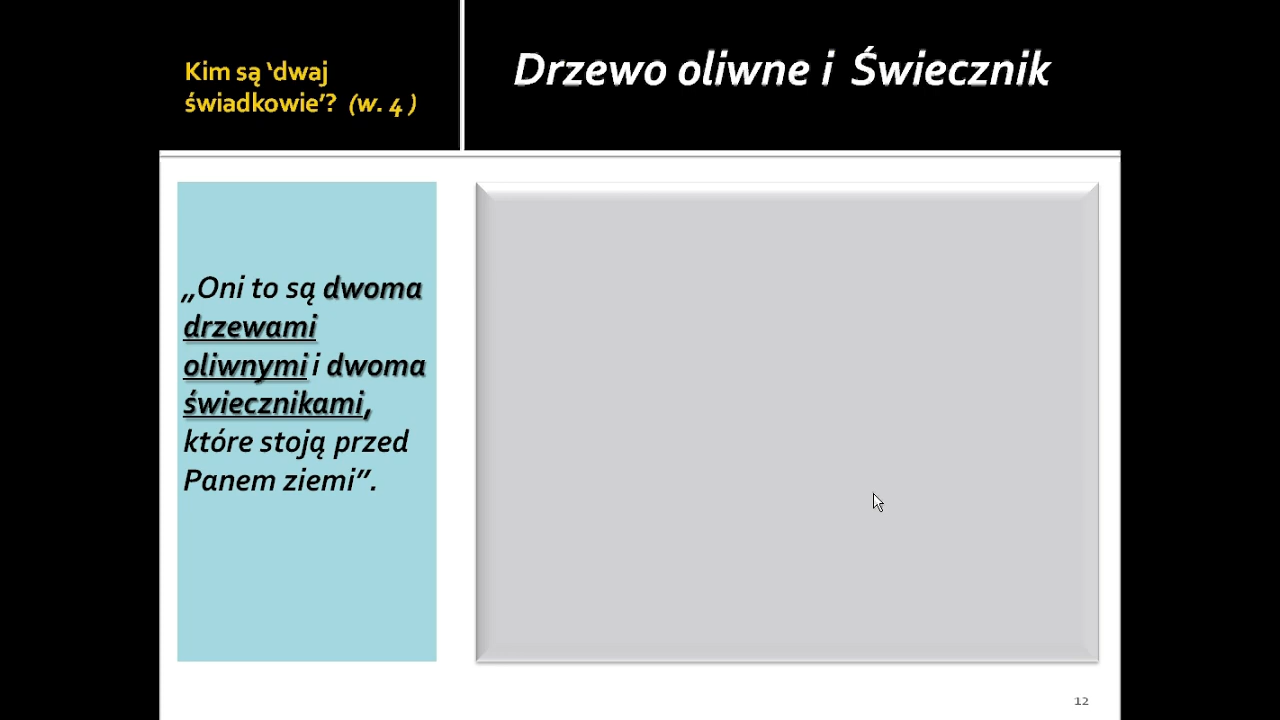 Kim są ‘dwaj
świadkowie’? (w. 4 )
Drzewo oliwne i Świecznik
„Oni to są dwoma
drzewami
oliwnymi i dwoma
świecznikami,
które stoją przed
Panem ziemi”.
12